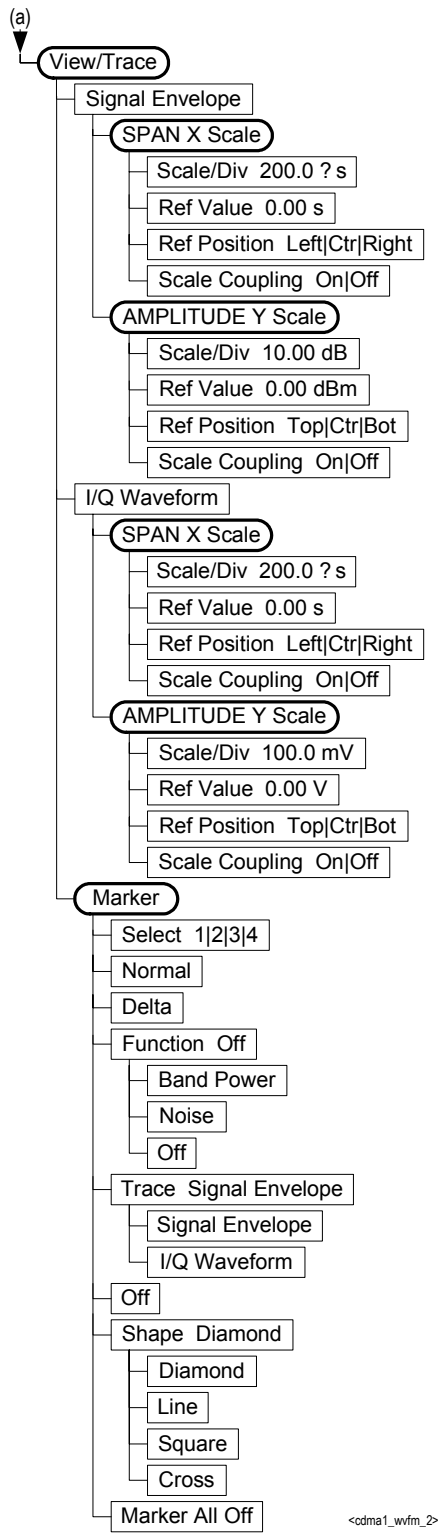 (a)
View/Trace
Signal Envelope
SPAN X Scale
Scale/Div 200.0 ? s
Ref Value 0.00 s
Ref Position Left|Ctr|Right
Scale Coupling On|Off
AMPLITUDE Y Scale
Scale/Div 10.00 dB
Ref Value 0.00 dBm
Ref Position Top|Ctr|Bot
Scale Coupling On|Off
I/Q Waveform
SPAN X Scale
Scale/Div 200.0 ? s
Ref Value 0.00 s
Ref Position Left|Ctr|Right
Scale Coupling On|Off
AMPLITUDE Y Scale
Scale/Div 100.0 mV
Ref Value 0.00 V
Ref Position Top|Ctr|Bot
Scale Coupling On|Off
Marker
Select 1|2|3|4
Normal
Delta
Function Off
Band Power
Noise
Off
Trace Signal Envelope
Signal Envelope
I/Q Waveform
Off
Shape Diamond
Diamond
Line
Square
Cross
Marker All Off
<cdma1_wvfm_2>